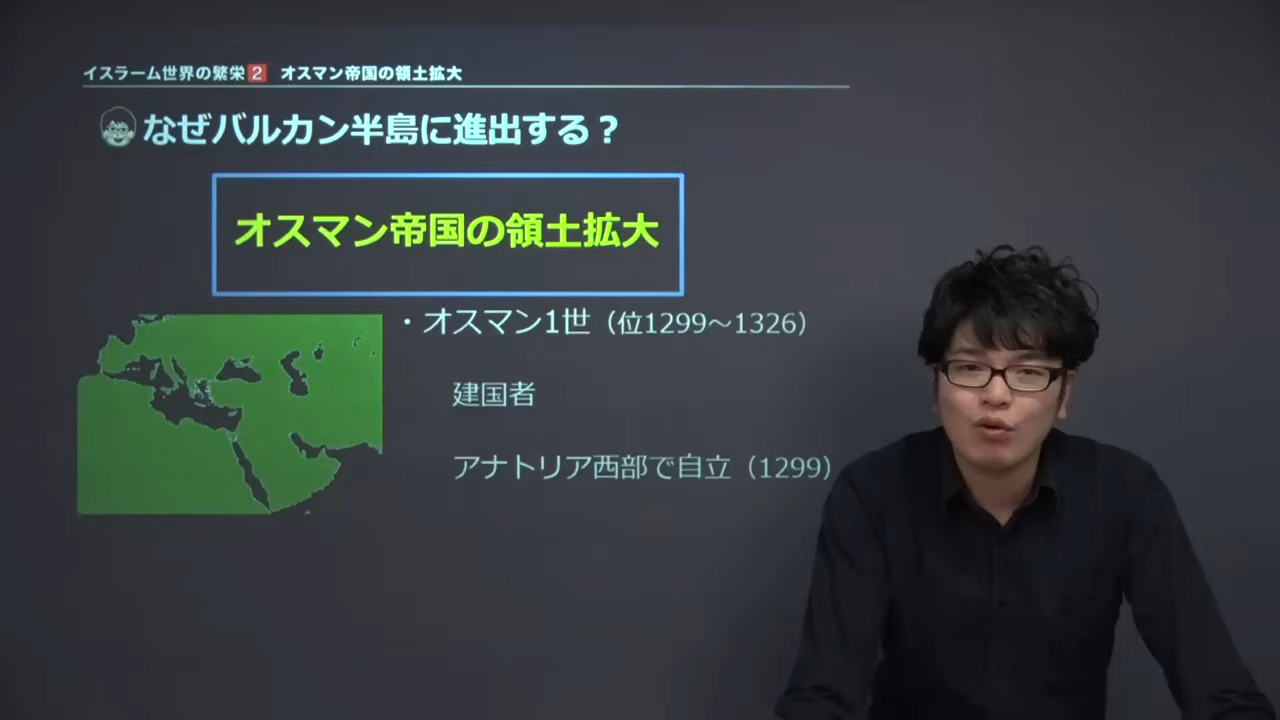 イスラーム世界の繁栄 2 オスマン帝国の領土拡大
なぜバルカン半島に進出する？
オスマン帝国の領土拡大
・オスマン1世（位1299～1326）
建国者
アナトリア西部で自立（1299）